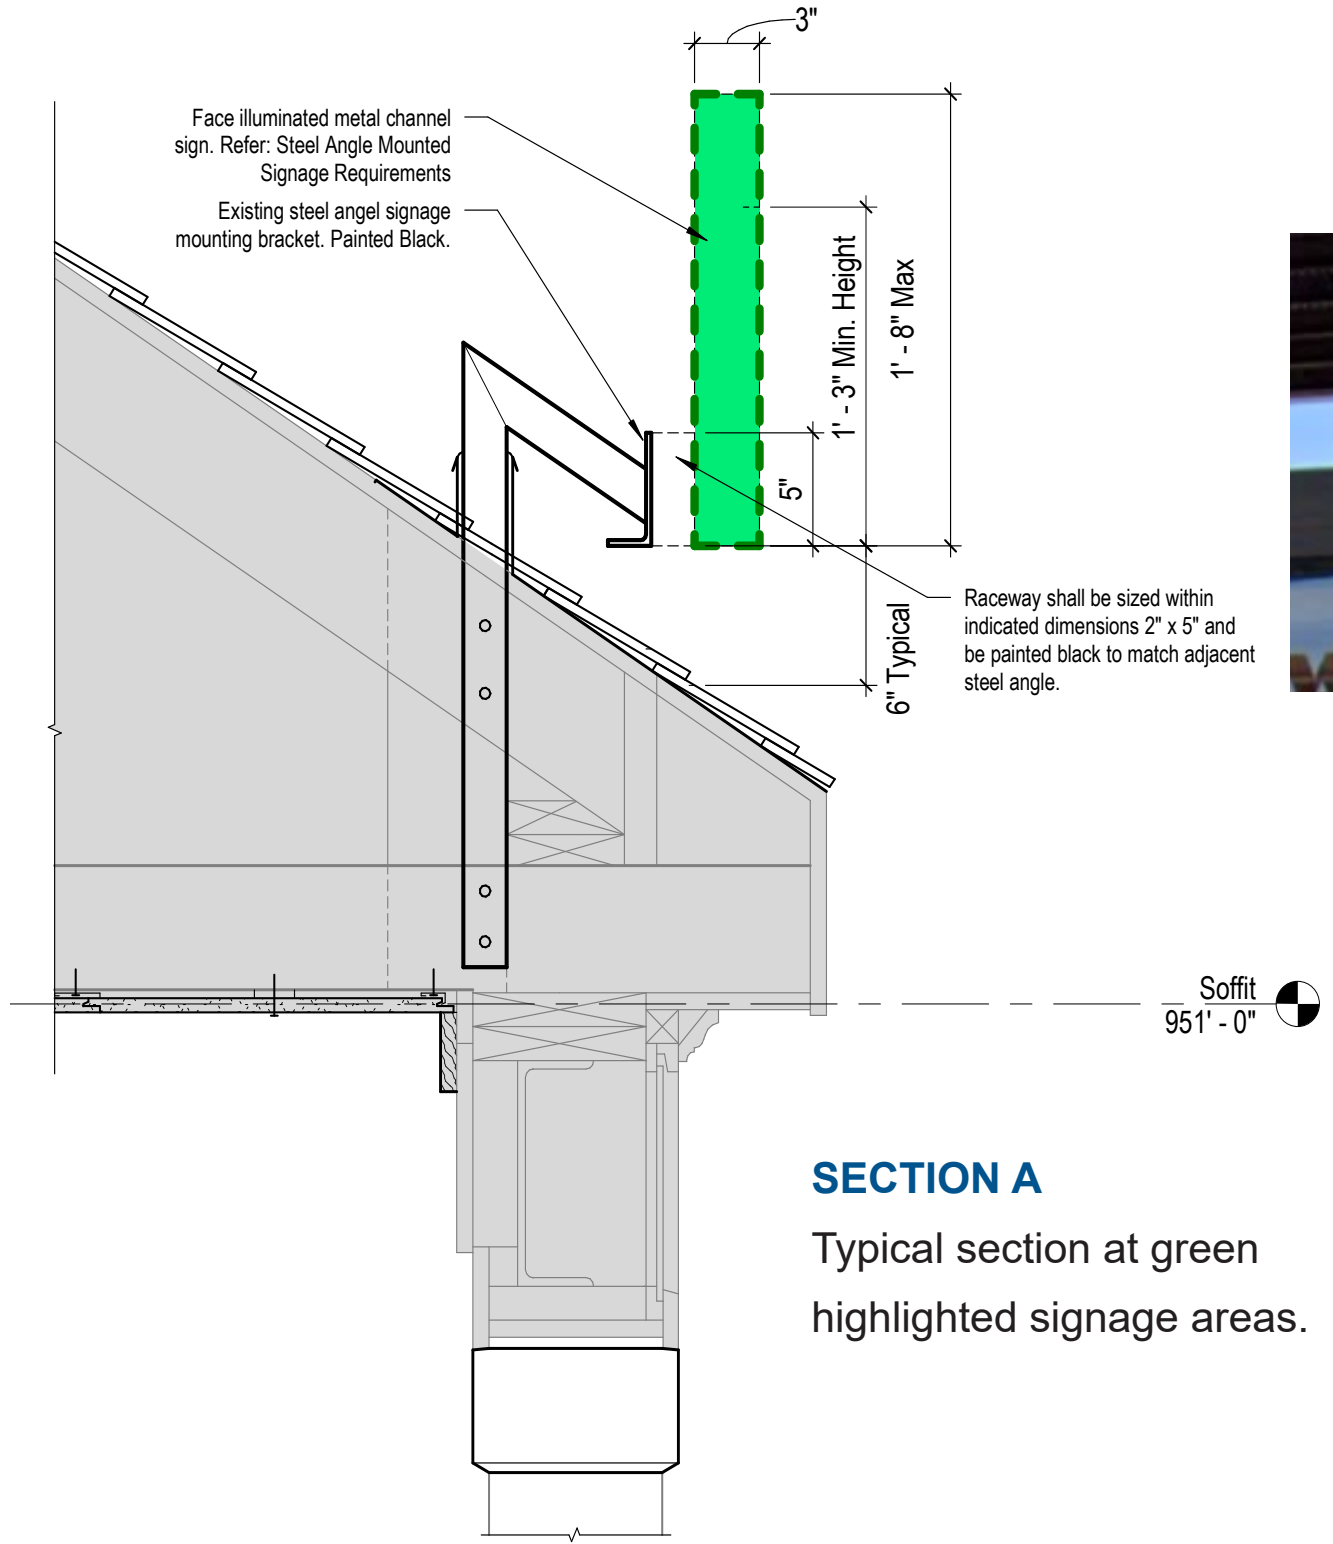 3"
Face illuminated metal channel
sign. Refer: Steel Angle Mounted
Signage Requirements
Existing steel angel signage
mounting bracket. Painted Black.
1' - 3" Min. Height
1' - 8" Max
5"
6" Typical
Raceway shall be sized within
indicated dimensions 2" x 5" and
be painted black to match adjacent
steel angle.
Soffit
951' - 0"
SECTION A
Typical section at green
highlighted signage areas.